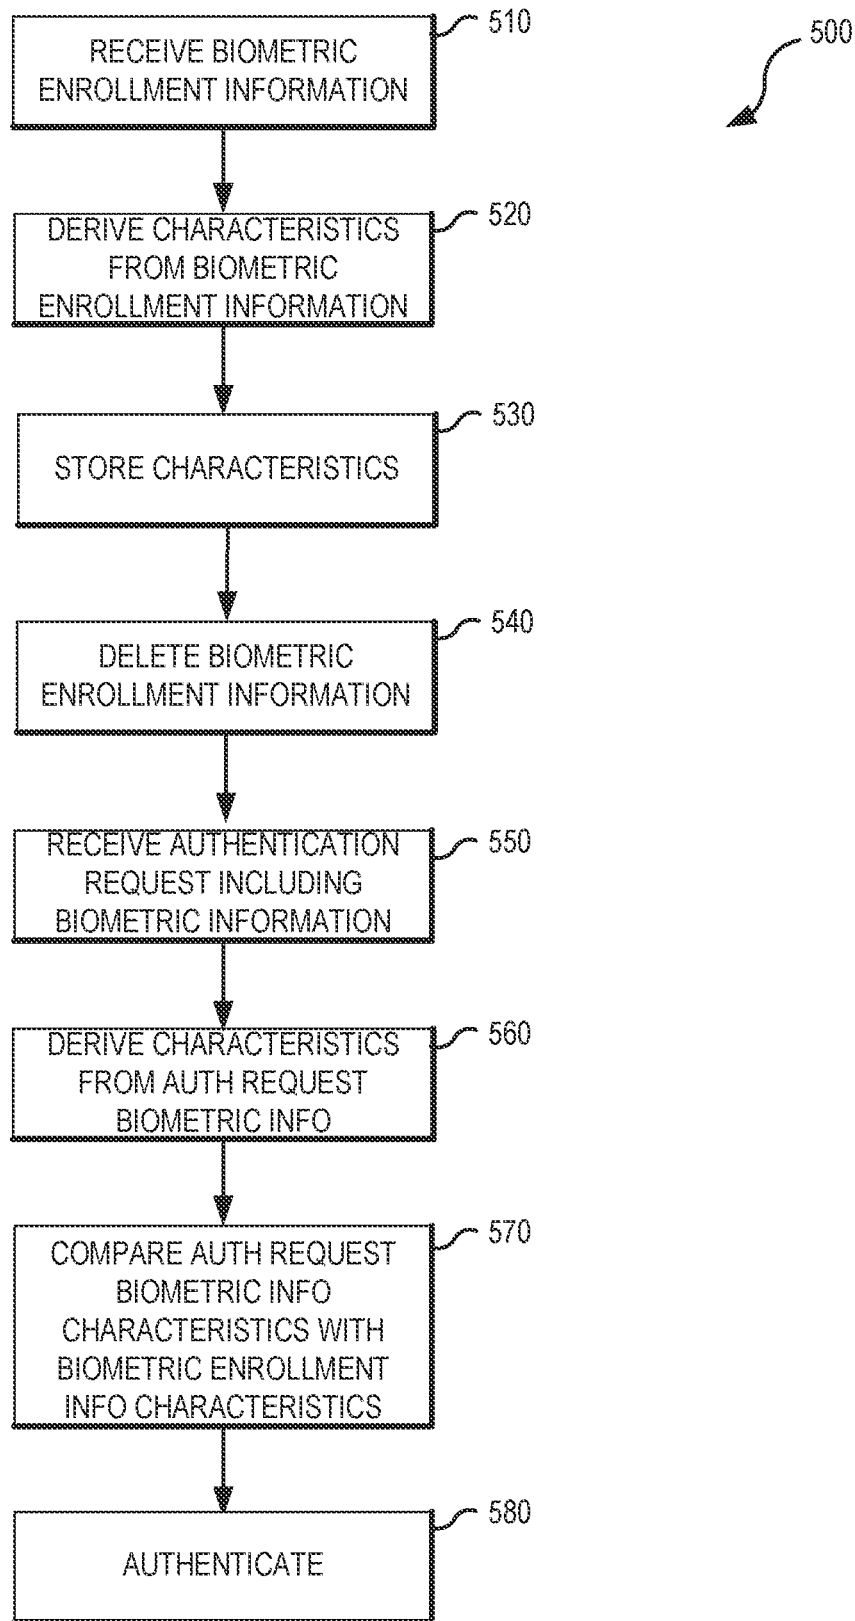 510
500
RECEIVE BIOMETRIC
ENROLLMENT INFORMATION
520
DERIVE CHARACTERISTICS
FROM BIOMETRIC
ENROLLMENT INFORMATION
530
STORE CHARACTERISTICS
540
DELETE BIOMETRIC
ENROLLMENT INFORMATION
550
RECEIVE AUTHENTICATION
REQUEST INCLUDING
BIOMETRIC INFORMATION
560
DERIVE CHARACTERISTICS
FROM AUTH REQUEST
BIOMETRIC INFO
570
COMPARE AUTH REQUEST
BIOMETRIC INFO
CHARACTERISTICS WITH
BIOMETRIC ENROLLMENT
INFO CHARACTERISTICS
580
AUTHENTICATE